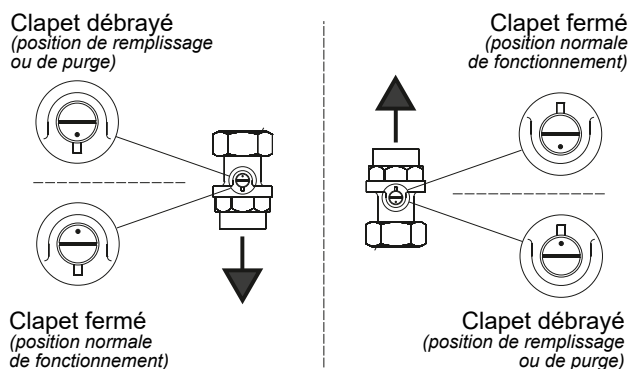 Clapet débrayé
(position de remplissage
ou de purge)
Clapet fermé
(position normale
de fonctionnement)
Clapet fermé
(position normale
de fonctionnement)
Clapet débrayé
(position de remplissage
ou de purge)